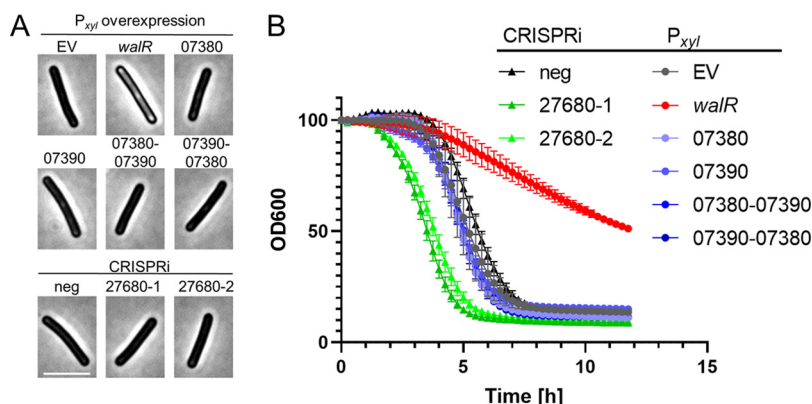 A
P_xyl overexpression
EV walR 07380
07390 07380-07390 07390-07380
CRISPRi
neg 27680-1 27680-2
B
CRISPRi P_xyl
neg EV
27680-1 walR
27680-2 07380
07390
07380-07390
07390-07380
OD600
100
50
0
0 5 10 15
Time [h]